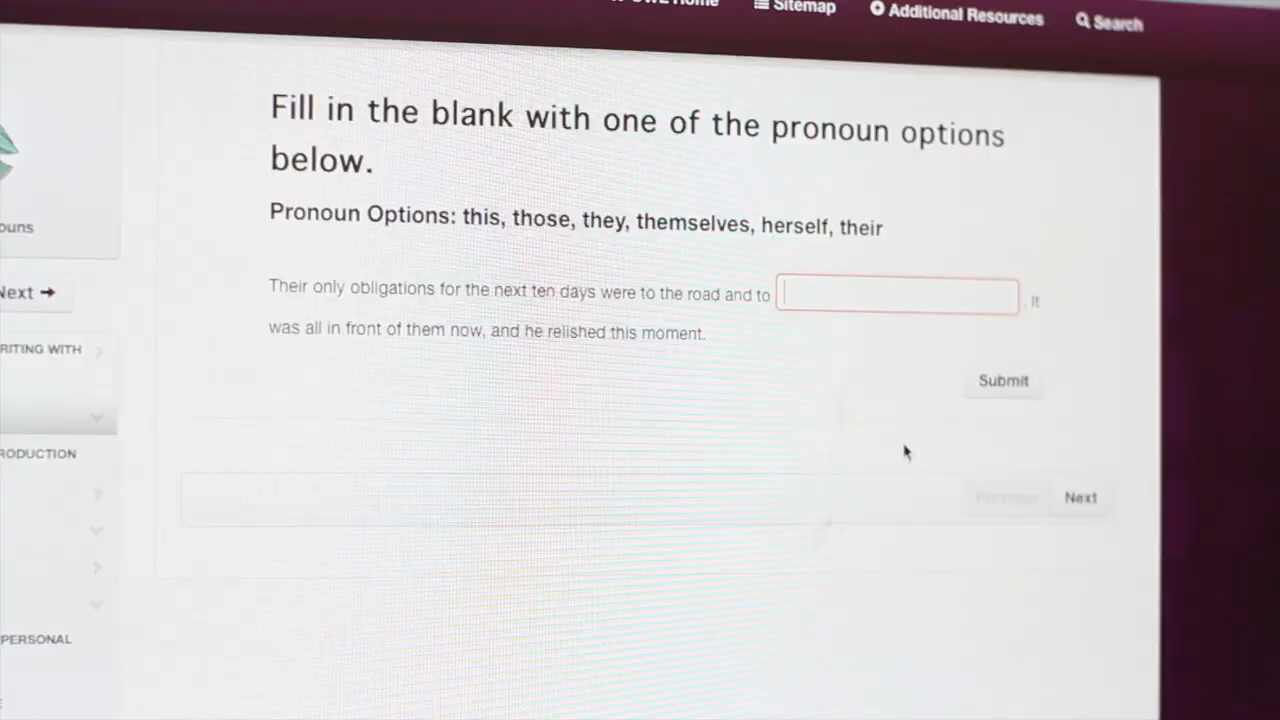 Home
Sitemap
Additional Resources
Search
Fill in the blank with one of the pronoun options
below.
Pronoun Options: this, those, they, themselves, herself, their
Their only obligations for the next ten days were to the road and to
. It
was all in front of them now, and he relished this moment.
Submit
Previous
Next
ouns
Next
RITING WITH
RODUCTION
PERSONAL